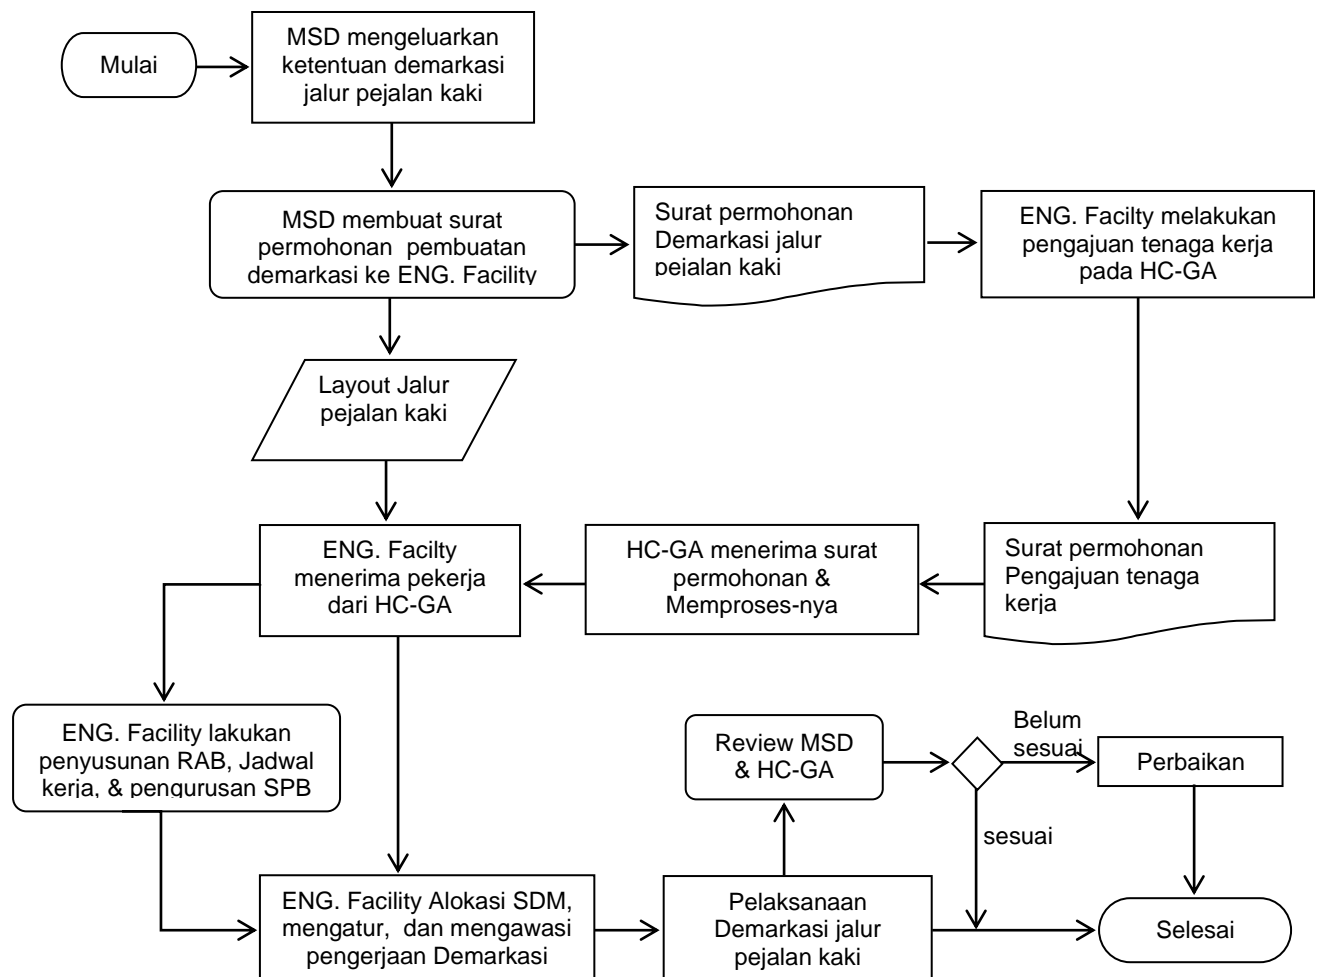 Mulai
MSD mengeluarkan
ketentuan demarkasi
jalur pejalan kaki
MSD membuat surat
permohonan pembuatan
demarkasi ke ENG. Facility
Surat permohonan
Demarkasi jalur
pejalan kaki
ENG. Facilty melakukan
pengajuan tenaga kerja
pada HC-GA
Layout Jalur
pejalan kaki
ENG. Facilty
menerima pekerja
dari HC-GA
HC-GA menerima surat
permohonan &
Memproses-nya
Surat permohonan
Pengajuan tenaga
kerja
ENG. Facility lakukan
penyusunan RAB, Jadwal
kerja, & pengurusan SPB
Review MSD
& HC-GA
Belum
sesuai
Perbaikan
sesuai
ENG. Facility Alokasi SDM,
mengatur, dan mengawasi
pengerjaan Demarkasi
Pelaksanaan
Demarkasi jalur
pejalan kaki
Selesai